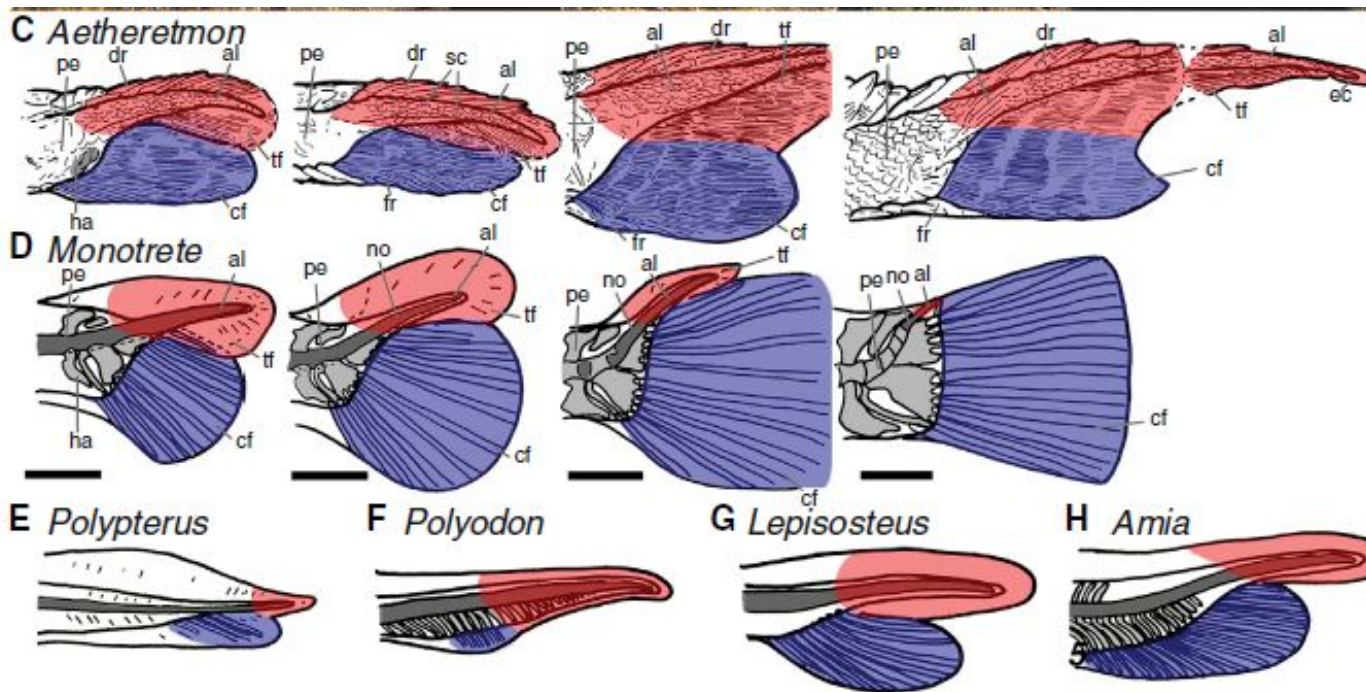 C Aetheretmon
pe dr al tf cf ha
pe dr sc al tf cf fr
pe al dr tf cf fr
pe al dr al tf ec cf fr
D Monotrete
pe al tf cf ha
pe no al tf cf
pe no al tf cf
pe no al cf
E Polypterus
F Polyodon
G Lepisosteus
H Amia